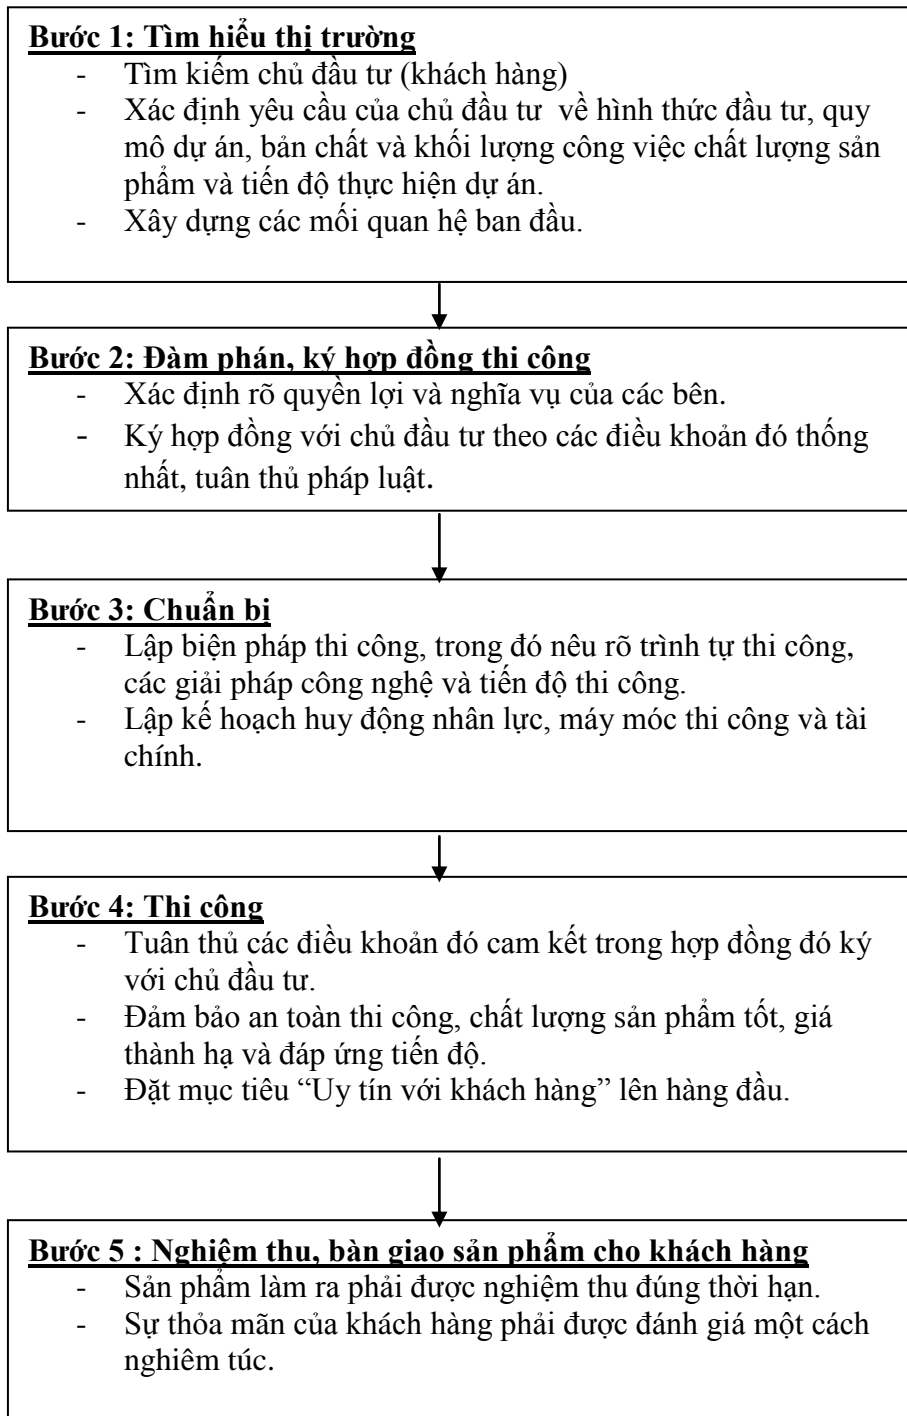 Bước 1: Tìm hiểu thị trường
- Tìm kiếm chủ đầu tư (khách hàng)
- Xác định yêu cầu của chủ đầu tư về hình thức đầu tư, quy
mô dự án, bản chất và khối lượng công việc chất lượng sản
phẩm và tiến độ thực hiện dự án.
- Xây dựng các mối quan hệ ban đầu.
Bước 2: Đàm phán, ký hợp đồng thi công
- Xác định rõ quyền lợi và nghĩa vụ của các bên.
- Ký hợp đồng với chủ đầu tư theo các điều khoản đó thống
nhất, tuân thủ pháp luật.
Bước 3: Chuẩn bị
- Lập biện pháp thi công, trong đó nêu rõ trình tự thi công,
các giải pháp công nghệ và tiến độ thi công.
- Lập kế hoạch huy động nhân lực, máy móc thi công và tài
chính.
Bước 4: Thi công
- Tuân thủ các điều khoản đó cam kết trong hợp đồng đó ký
với chủ đầu tư.
- Đảm bảo an toàn thi công, chất lượng sản phẩm tốt, giá
thành hạ và đáp ứng tiến độ.
- Đặt mục tiêu “Uy tín với khách hàng” lên hàng đầu.
Bước 5 : Nghiệm thu, bàn giao sản phẩm cho khách hàng
- Sản phẩm làm ra phải được nghiệm thu đúng thời hạn.
- Sự thỏa mãn của khách hàng phải được đánh giá một cách
nghiêm túc.